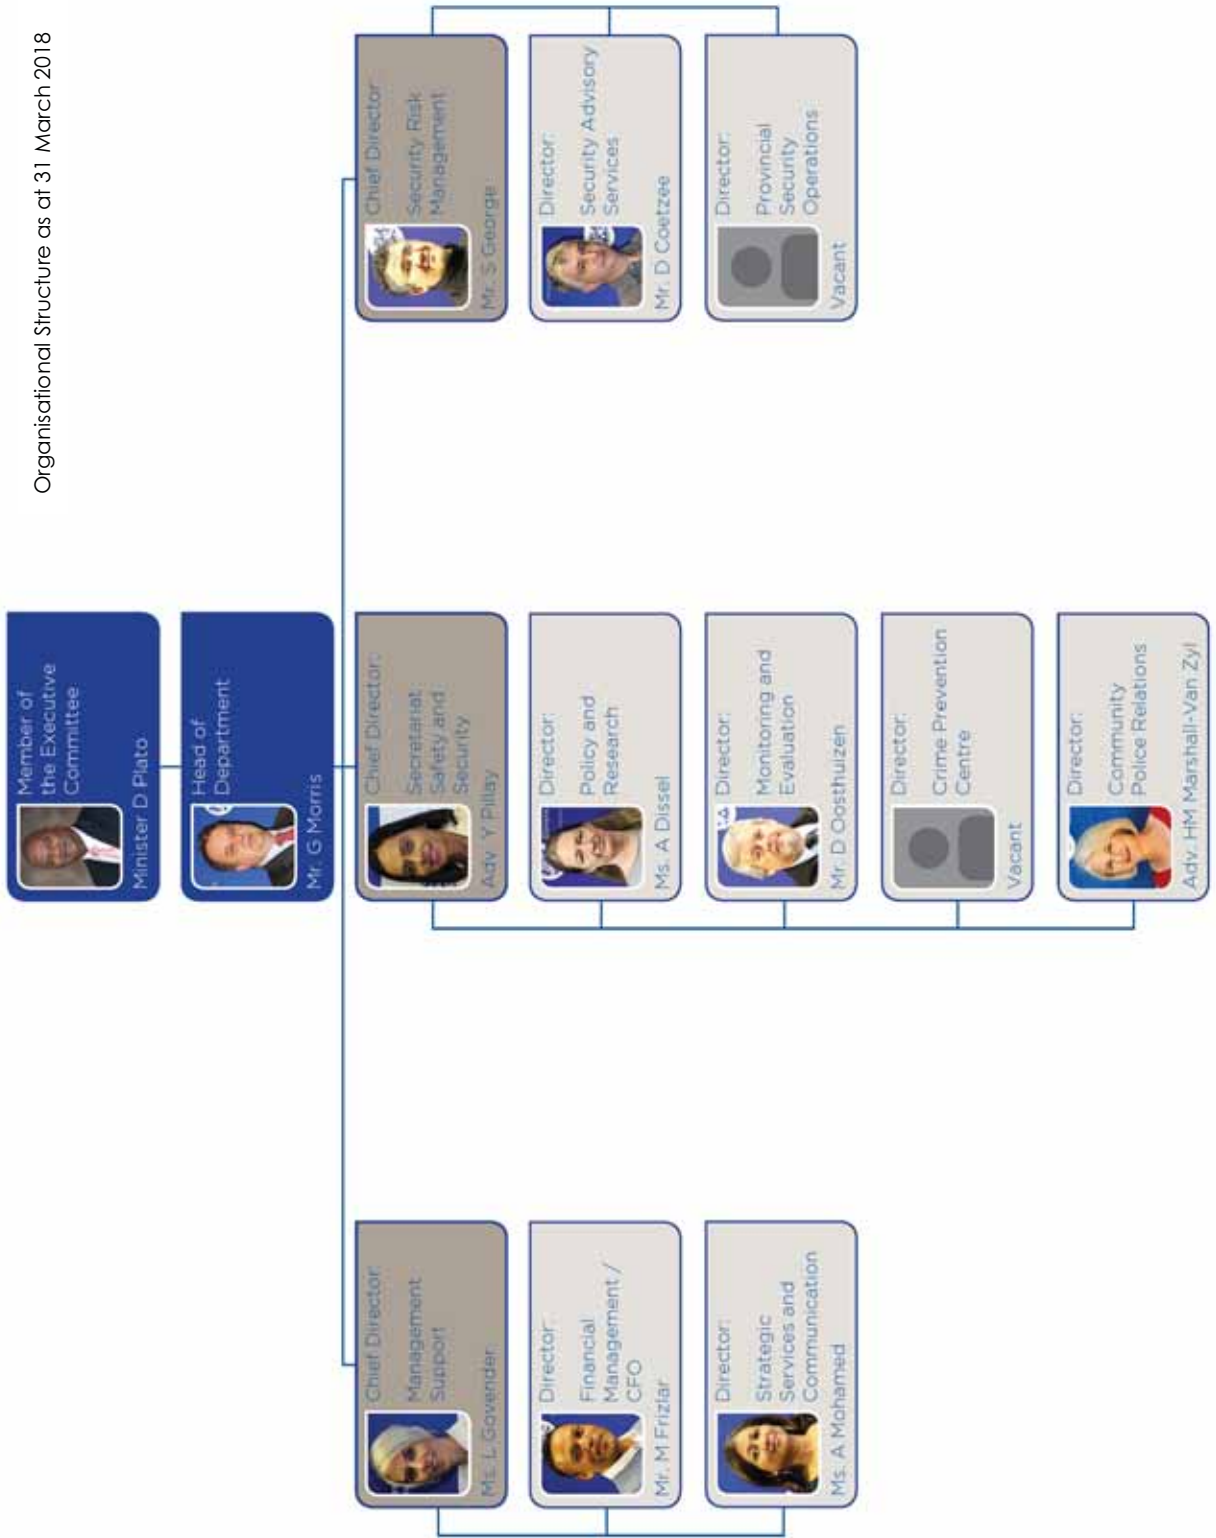 Organisational Structure as at 31 March 2018
Member of
the Executive
Committee
Minister D Plato
Head of
Department
Mr. G Morris
Chief Director:
Management
Support
Ms. L Govender
Director:
Financial
Management /
CFO
Mr. M Frizlar
Director:
Strategic
Services and
Communication
Ms. A Mohamed
Chief Director:
Secretariat
Safety and
Security
Adv. Y Pillay
Director:
Policy and
Research
Ms. A Dissel
Director:
Monitoring and
Evaluation
Mr. D Oosthuizen
Director:
Crime Prevention
Centre
Vacant
Director:
Community
Police Relations
Adv. HM Marshall-Van Zyl
Chief Director:
Security Risk
Management
Mr. S George
Director:
Security Advisory
Services
Mr. D Coetzee
Director:
Provincial
Security
Operations
Vacant